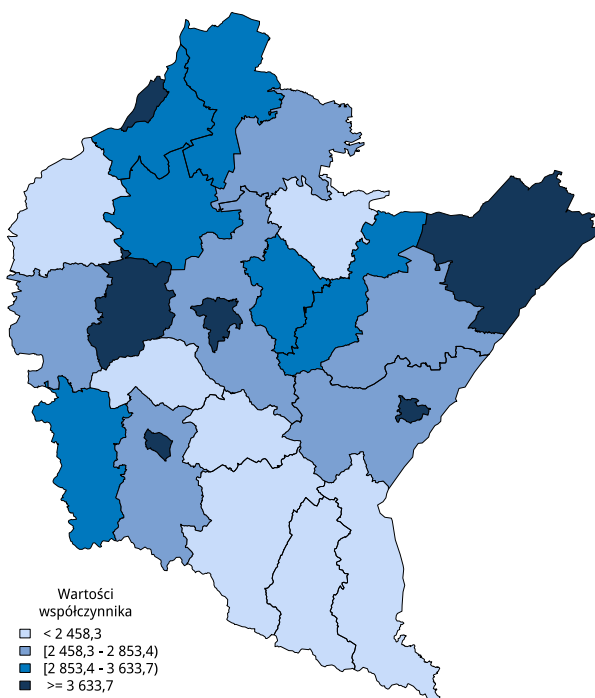 Wartości
współczynnika
< 2 458,3
[2 458,3 - 2 853,4)
[2 853,4 - 3 633,7)
>= 3 633,7